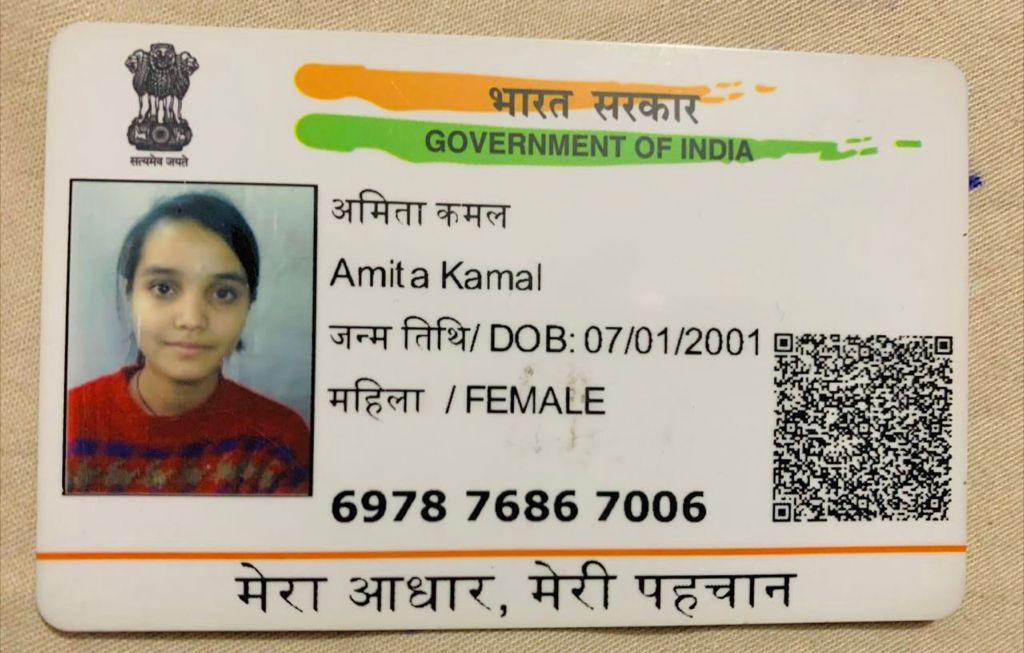 भारत सरकार
GOVERNMENT OF INDIA
सत्यमेव जयते
अमिता कमल
Amita Kamal
जन्म तिथि/ DOB: 07/01/2001
महिला / FEMALE
6978 7686 7006
मेरा आधार, मेरी पहचान